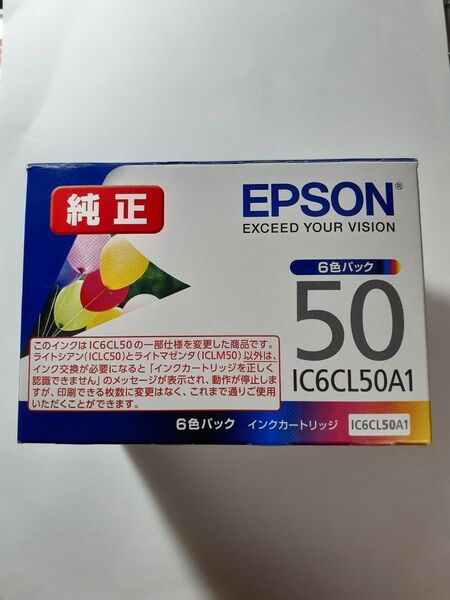 純正
EPSON®
EXCEED YOUR VISION
6色パック
50
IC6CL50A1
このインクはIC6CL50の一部仕様を変更した商品です。
ライトシアン(ICLC50)とライトマゼンタ(ICLM50)以外は、
インク交換が必要になると「インクカートリッジを正しく
認識できません」のメッセージが表示され、動作が停止しま
すが、印刷できる枚数に変更はなく、これまで通りご使用
いただくことができます。
6色パック インクカートリッジ IC6CL50A1